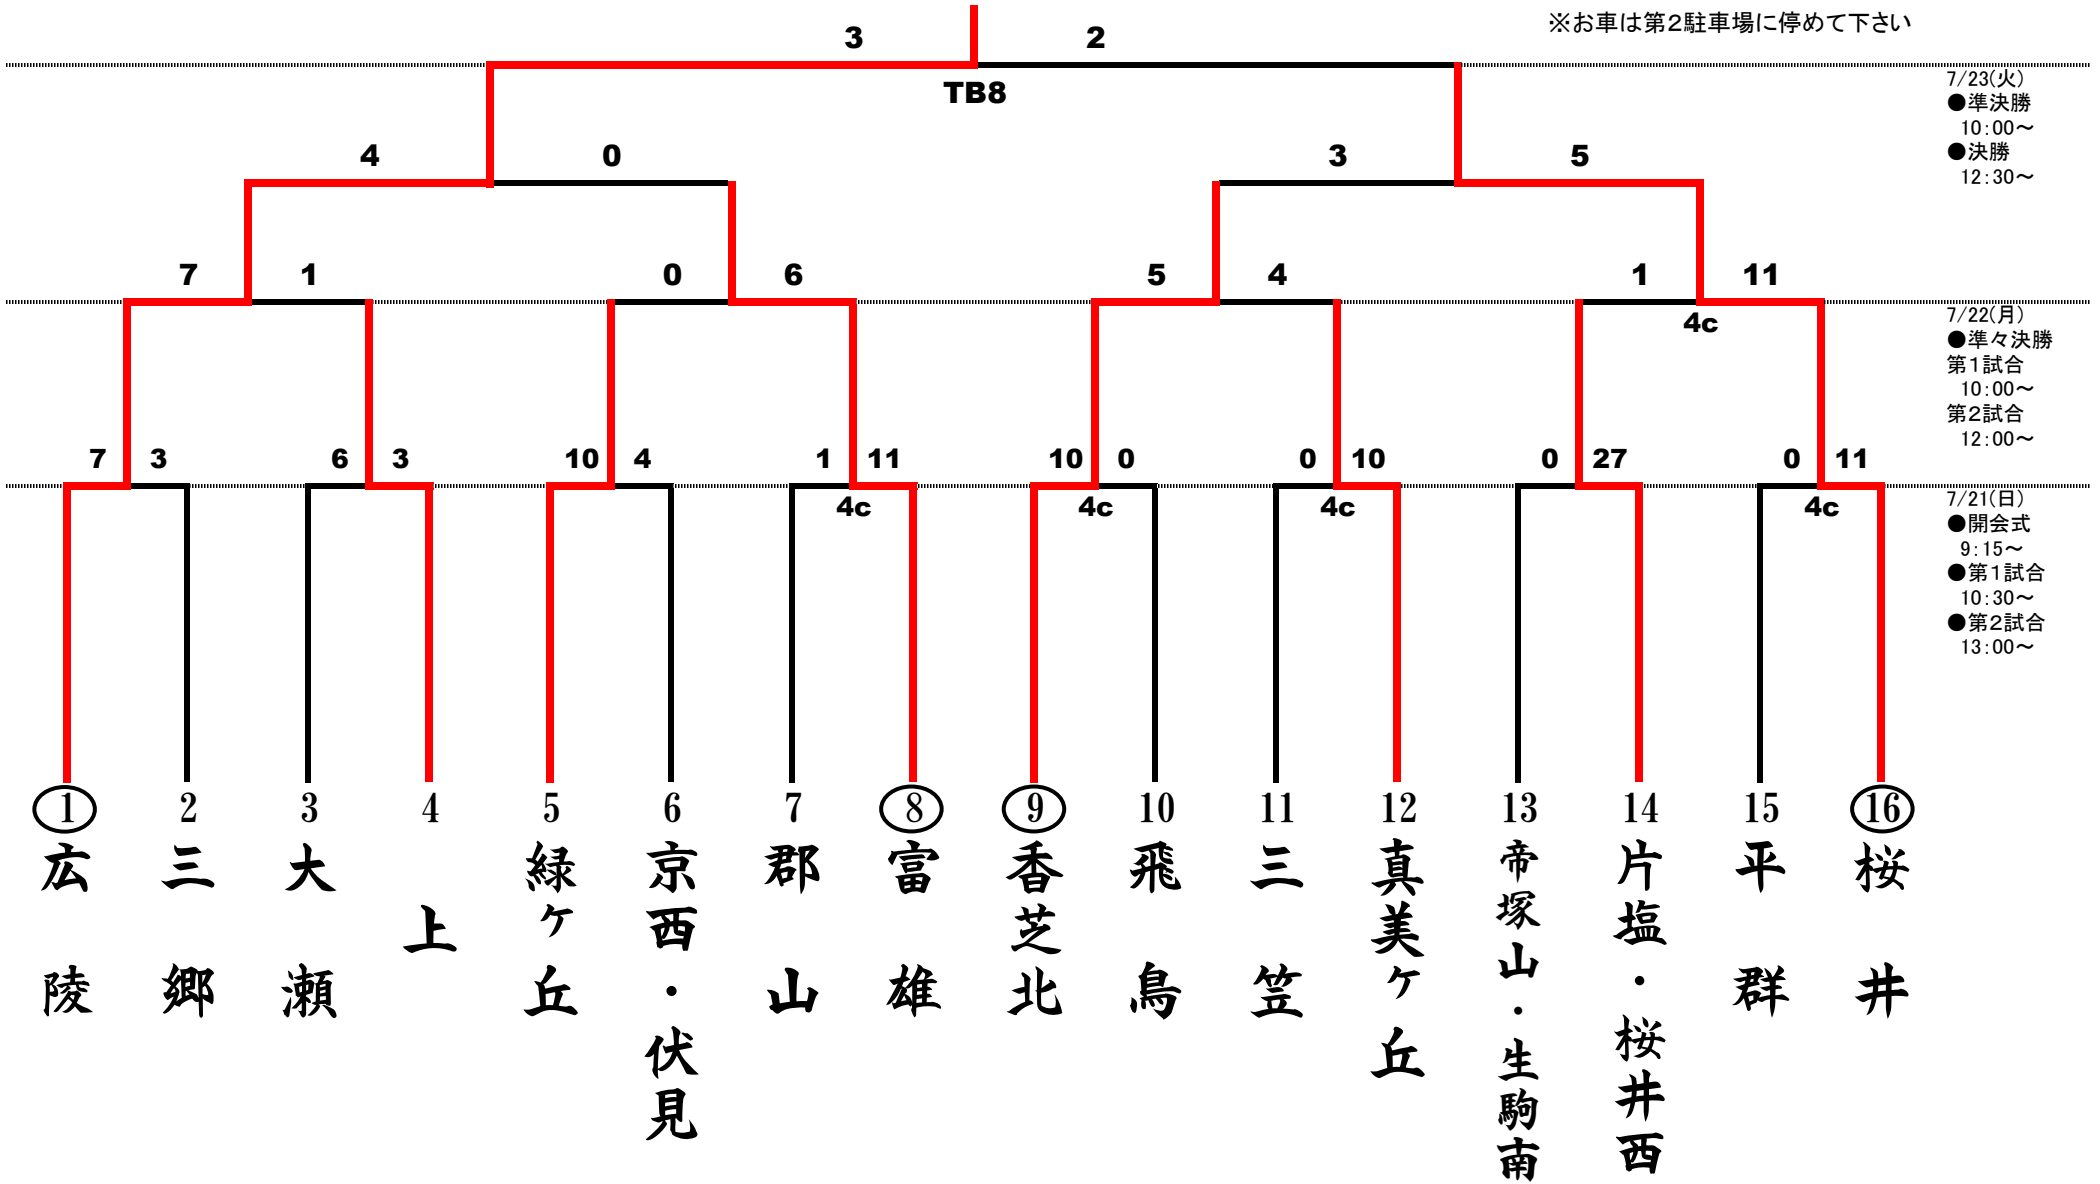 ※お車は第2駐車場に停めて下さい
3 2
TB8
7/23(火)
●準決勝
10:00～
●決勝
12:30～
4 0 3 5
7 1 0 6 5 4 1 11
4c
7/22(月)
●準々決勝
第1試合
10:00～
第2試合
12:00～
7 3 6 3 10 4 1 11 10 0 0 10 0 27 0 11
4c 4c 4c 4c
7/21(日)
●開会式
9:15～
●第1試合
10:30～
●第2試合
13:00～
1 2 3 4 5 6 7 8 9 10 11 12 13 14 15 16
広陵
三郷
大瀬
上
緑ヶ丘
京西・伏見
郡山
富雄
香芝北
飛鳥
三笠
真美ヶ丘
帝塚山・生駒南
片塩・桜井西
平群
桜井